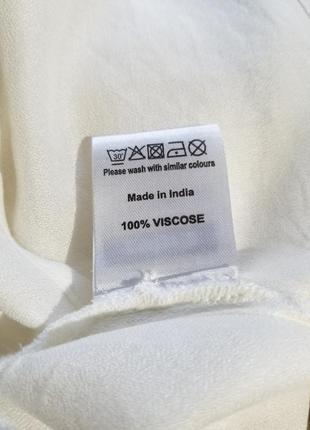 30°
Please wash with similar colours
Made in India
100% VISCOSE